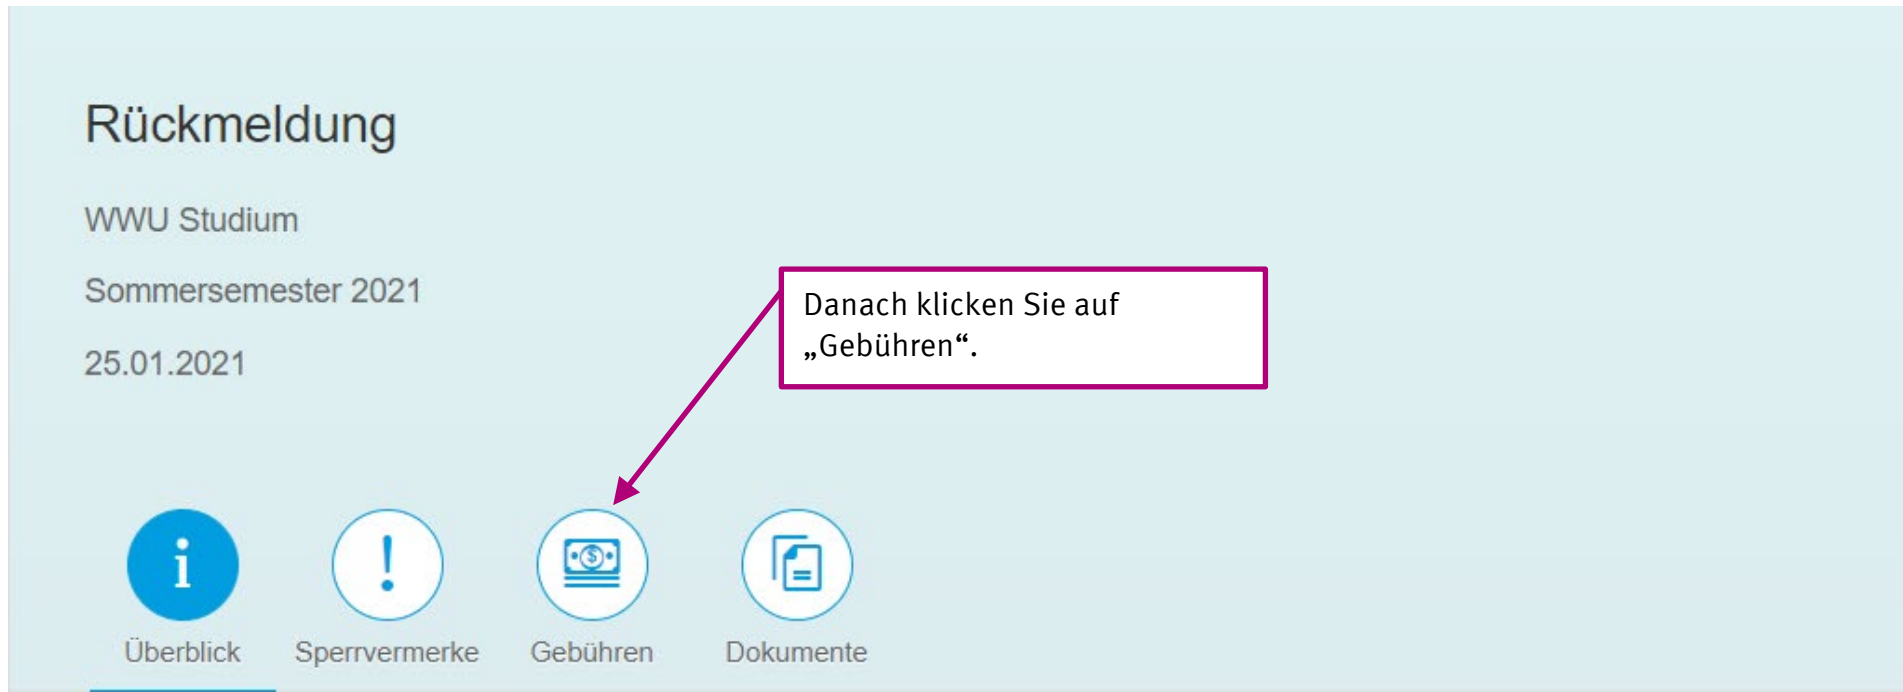 Rückmeldung
WWU Studium
Sommersemester 2021
25.01.2021
Danach klicken Sie auf
„Gebühren“.
Überblick
Sperrvermerke
Gebühren
Dokumente